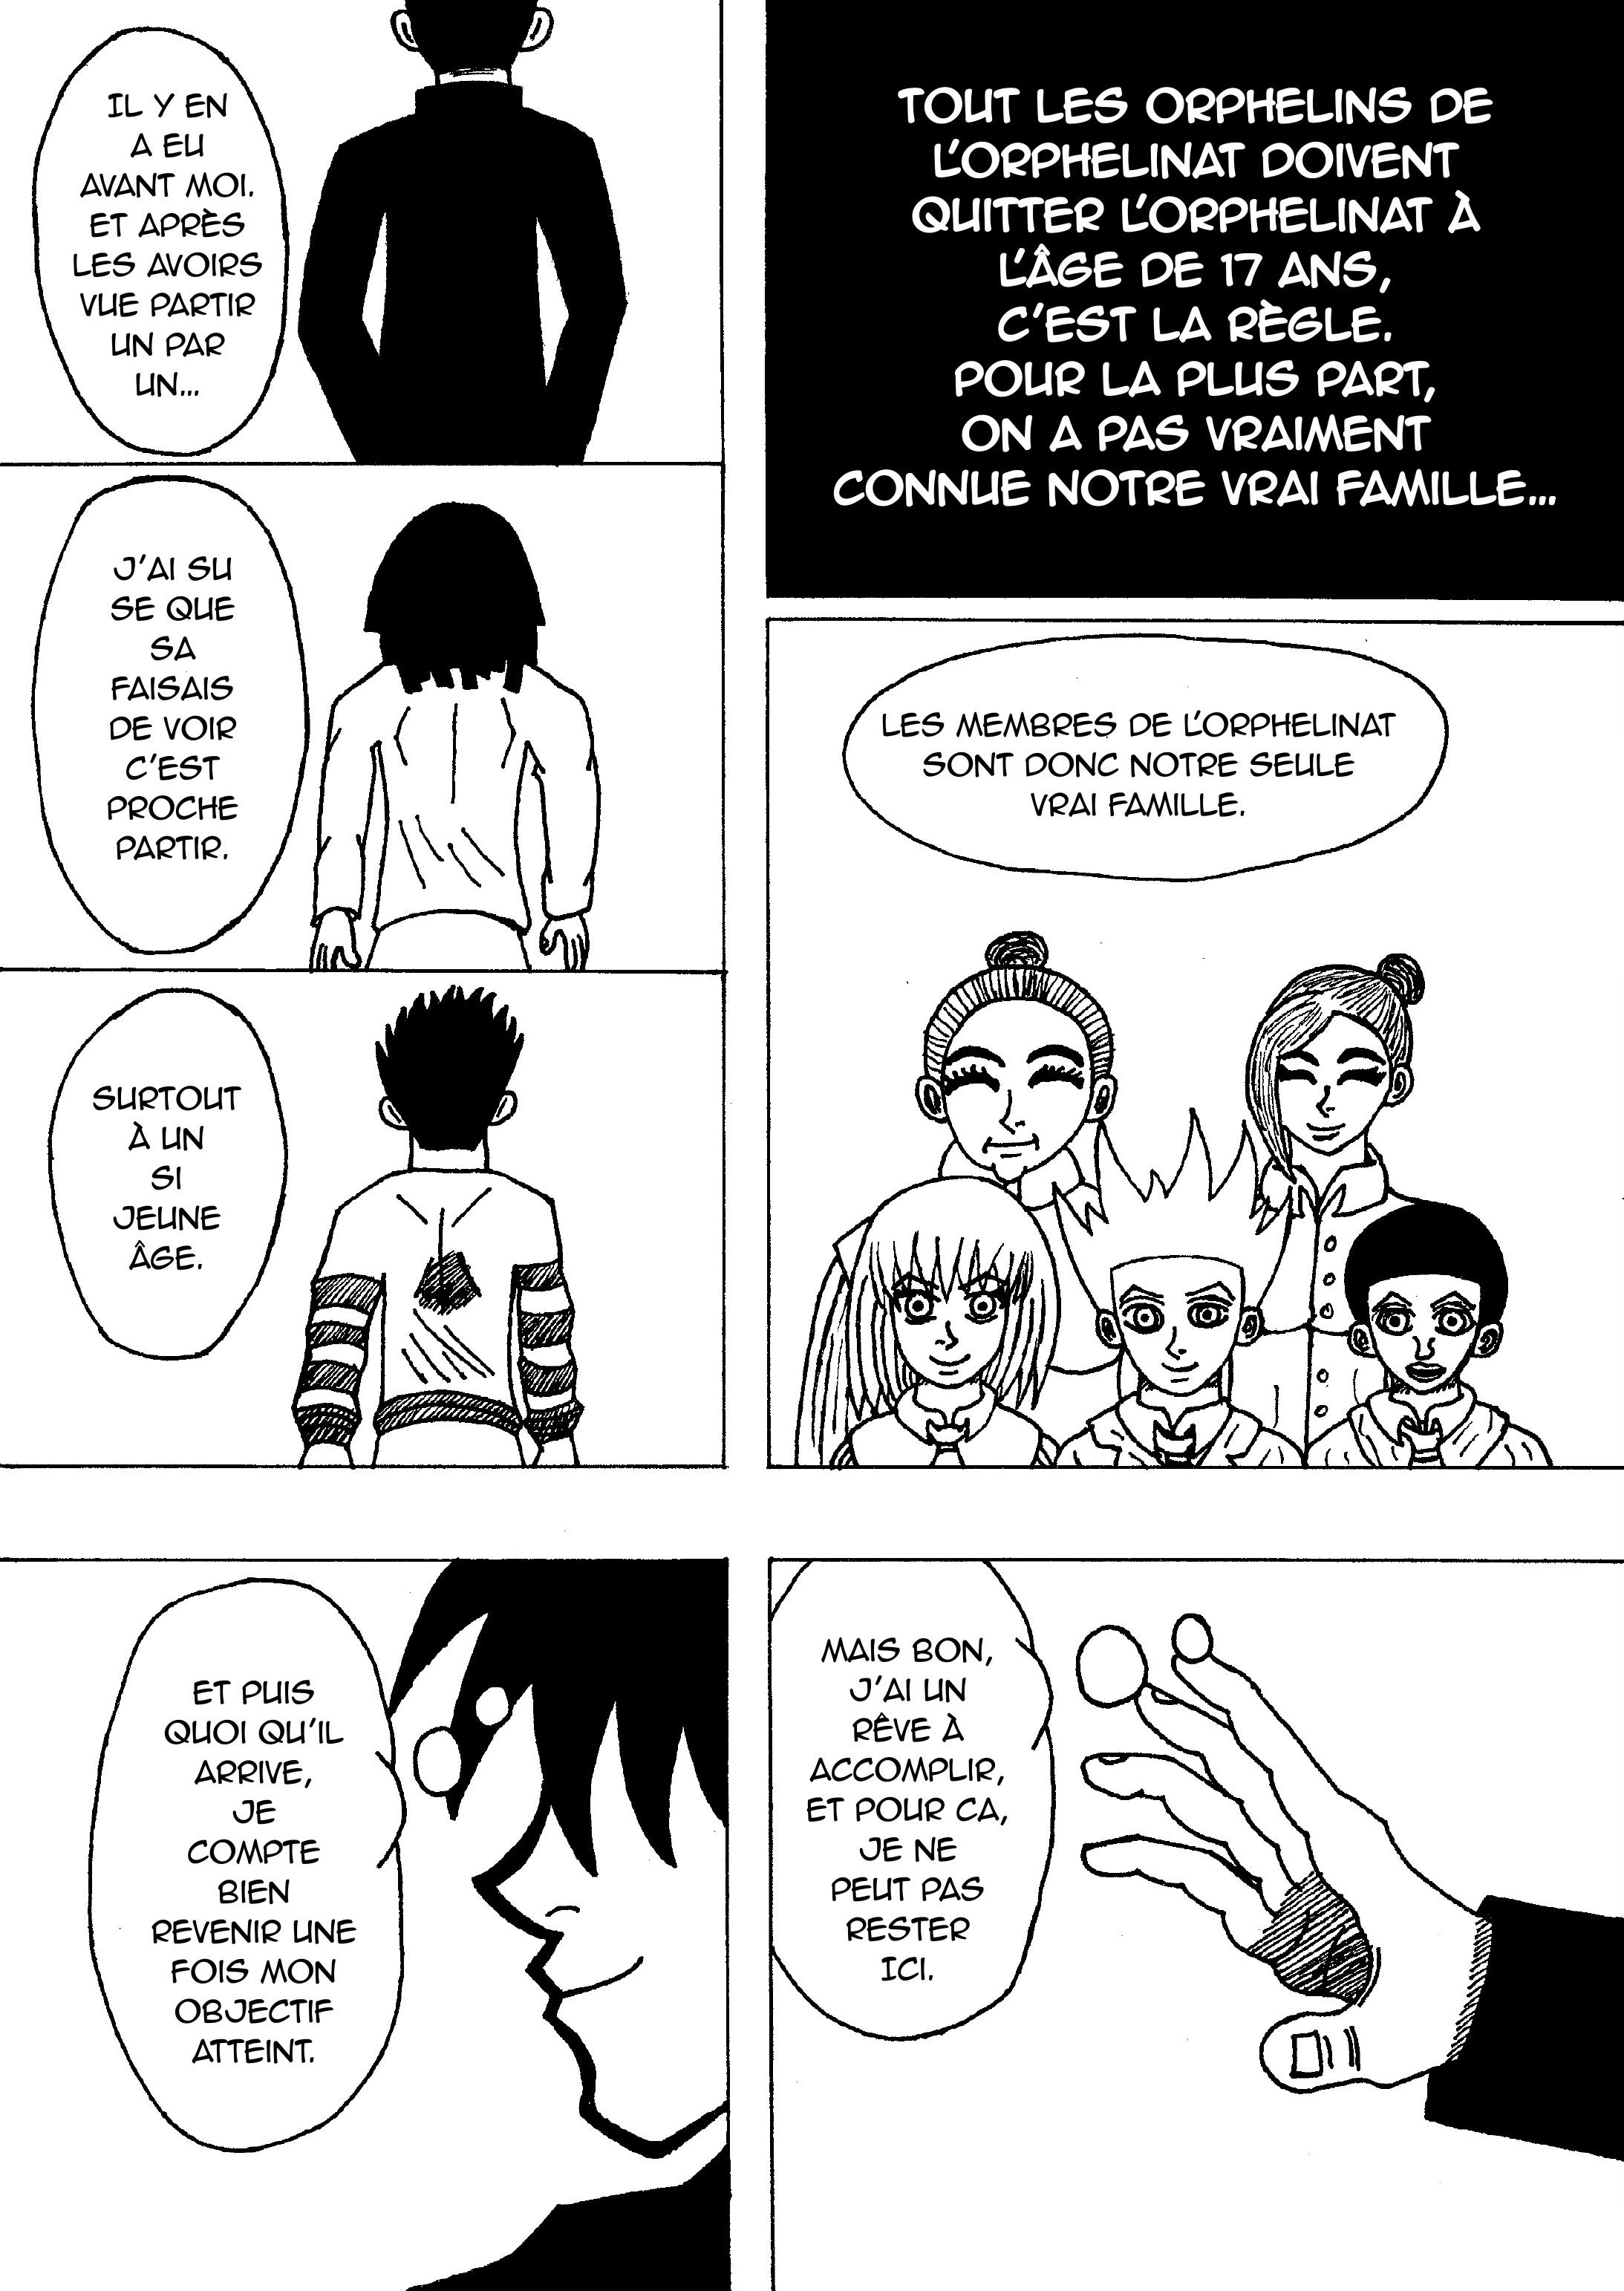 TOUT LES ORPHELINS DE
L'ORPHELINAT DOIVENT
QUITTER L'ORPHELINAT À
L'ÂGE DE 17 ANS,
C'EST LA RÈGLE.
POUR LA PLUS PART,
ON A PAS VRAIMENT
CONNUE NOTRE VRAI FAMILLE...
LES MEMBRES DE L'ORPHELINAT
SONT DONC NOTRE SEULE
VRAI FAMILLE.
IL Y EN
A EU
AVANT MOI.
ET APRÈS
LES AVOIRS
VUE PARTIR
UN PAR
UN...
J'AI SU
SE QUE
SA
FAISAIS
DE VOIR
C'EST
PROCHE
PARTIR.
SURTOUT
À UN
SI
JEUNE
ÂGE.
MAIS BON,
J'AI UN
RÊVE À
ACCOMPLIR,
ET POUR CA,
JE NE
PEUT PAS
RESTER
ICI.
ET PUIS
QUOI QU'IL
ARRIVE,
JE
COMPTE
BIEN
REVENIR UNE
FOIS MON
OBJECTIF
ATTEINT.